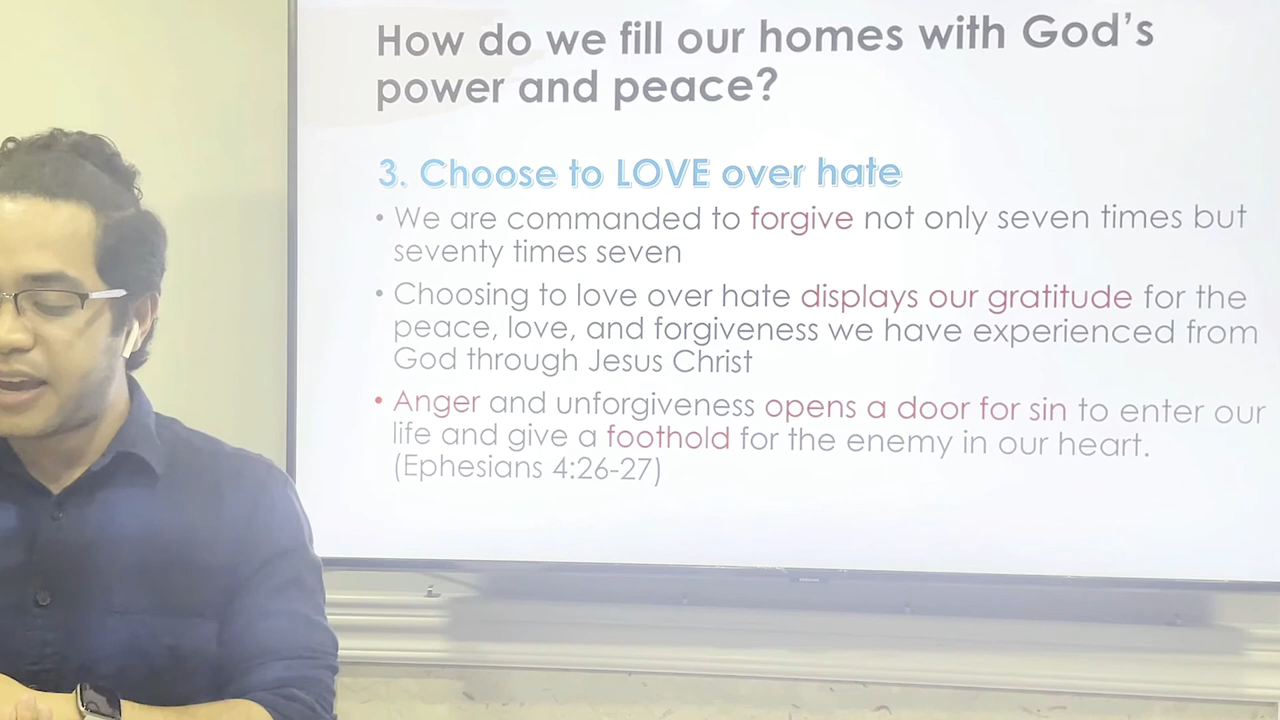 How do we fill our homes with God's
power and peace?
3. Choose to LOVE over hate
• We are commanded to forgive not only seven times but
seventy times seven
• Choosing to love over hate displays our gratitude for the
peace, love, and forgiveness we have experienced from
God through Jesus Christ
• Anger and unforgiveness opens a door for sin to enter our
life and give a foothold for the enemy in our heart.
(Ephesians 4:26-27)